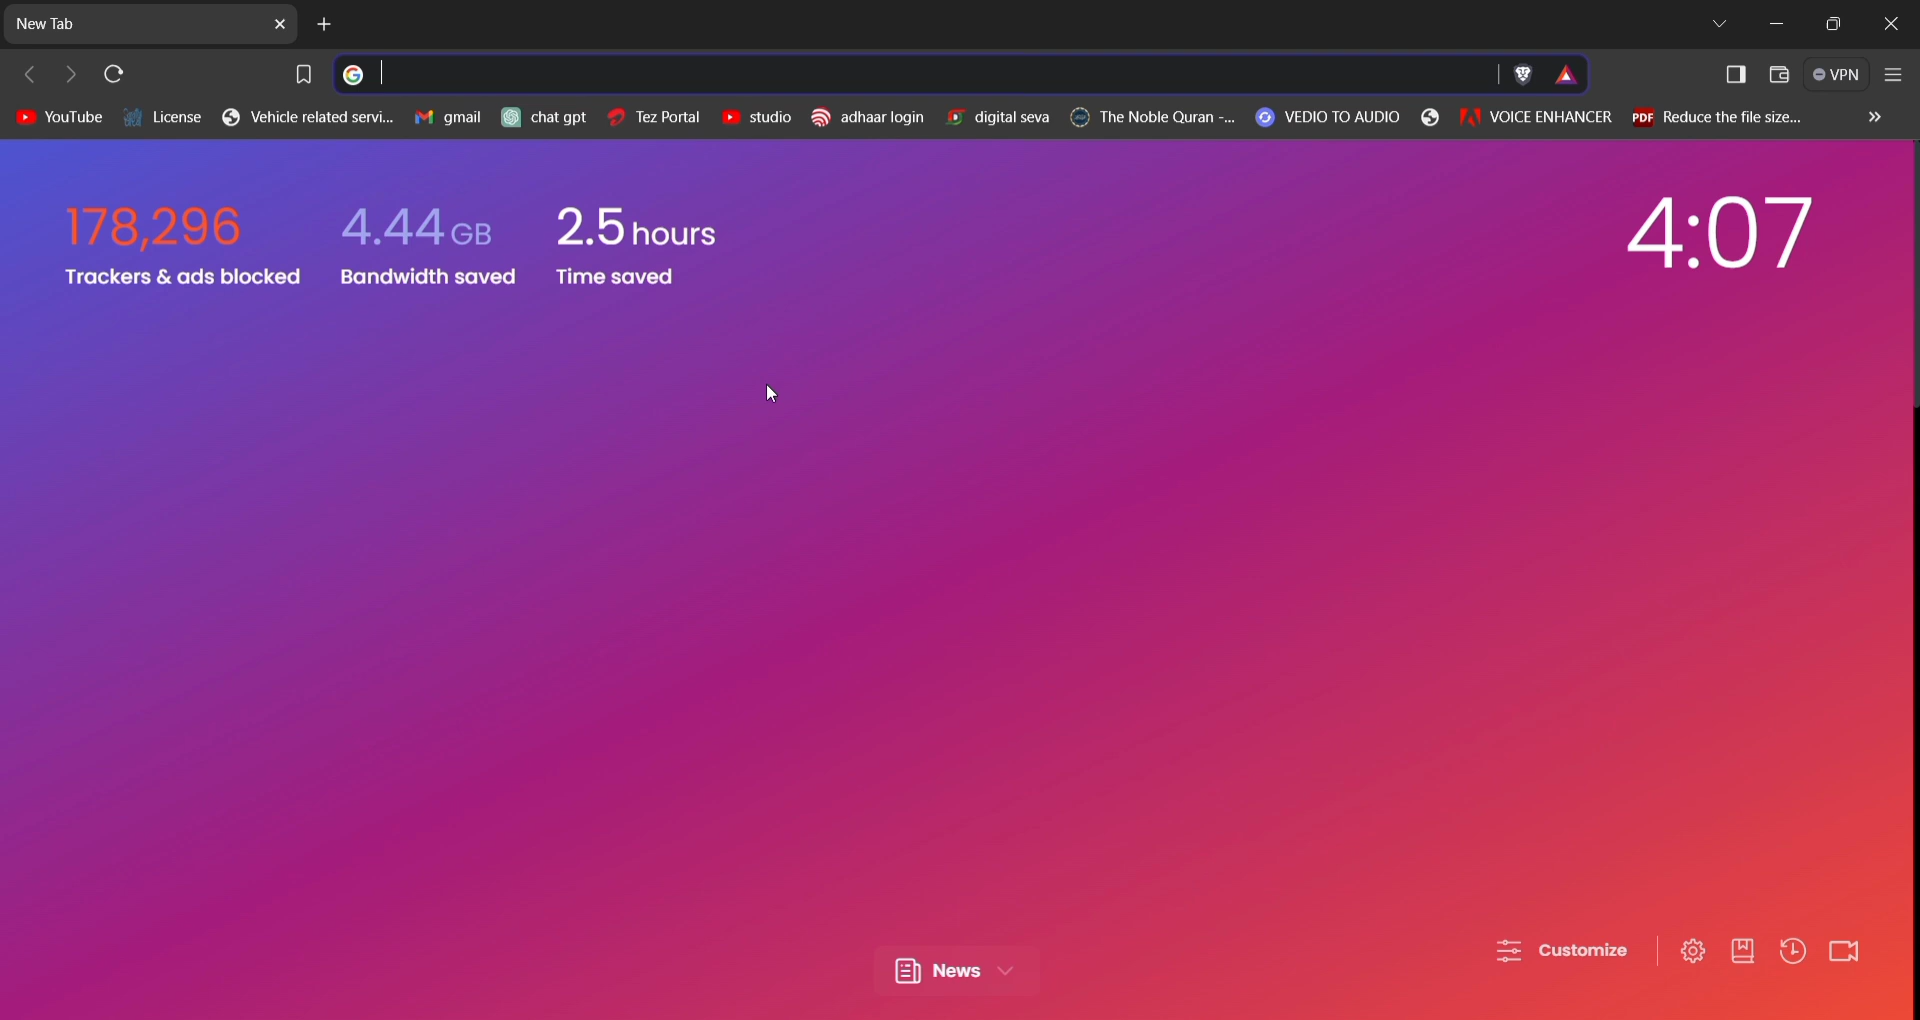 New Tab
VPN
YouTube License Vehicle related servi... gmail chat gpt Tez Portal studio adhaar login digital seva The Noble Quran -... VEDIO TO AUDIO VOICE ENHANCER PDF Reduce the file size...
178,296 4.44 GB 2.5 hours 4:07
Trackers & ads blocked Bandwidth saved Time saved
Customize
News